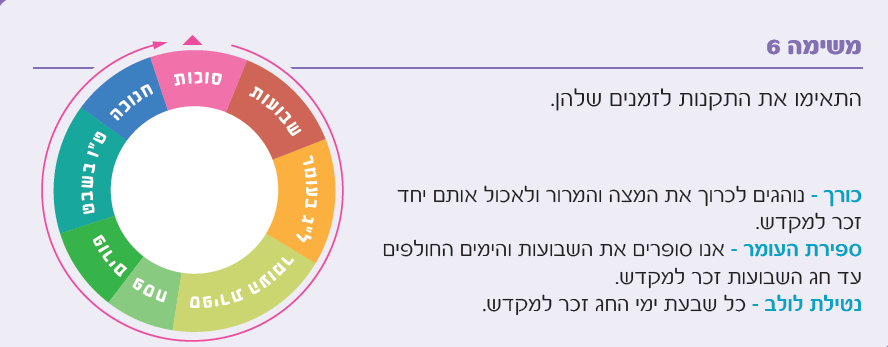 משימה 6
התאימו את התקנות לזמנים שלהן.
כורך - נוהגים לכרוך את המצה והמרור ולאכול אותם יחד
זכר למקדש.
ספירת העומר - אנו סופרים את השבועות והימים החולפים
עד חג השבועות זכר למקדש.
נטילת לולב - כל שבעת ימי החג זכר למקדש.
סוכות
שבועות
ל"ג בעומר
ספירת העומר
פסח
פורים
ט"ו בשבט
חנוכה